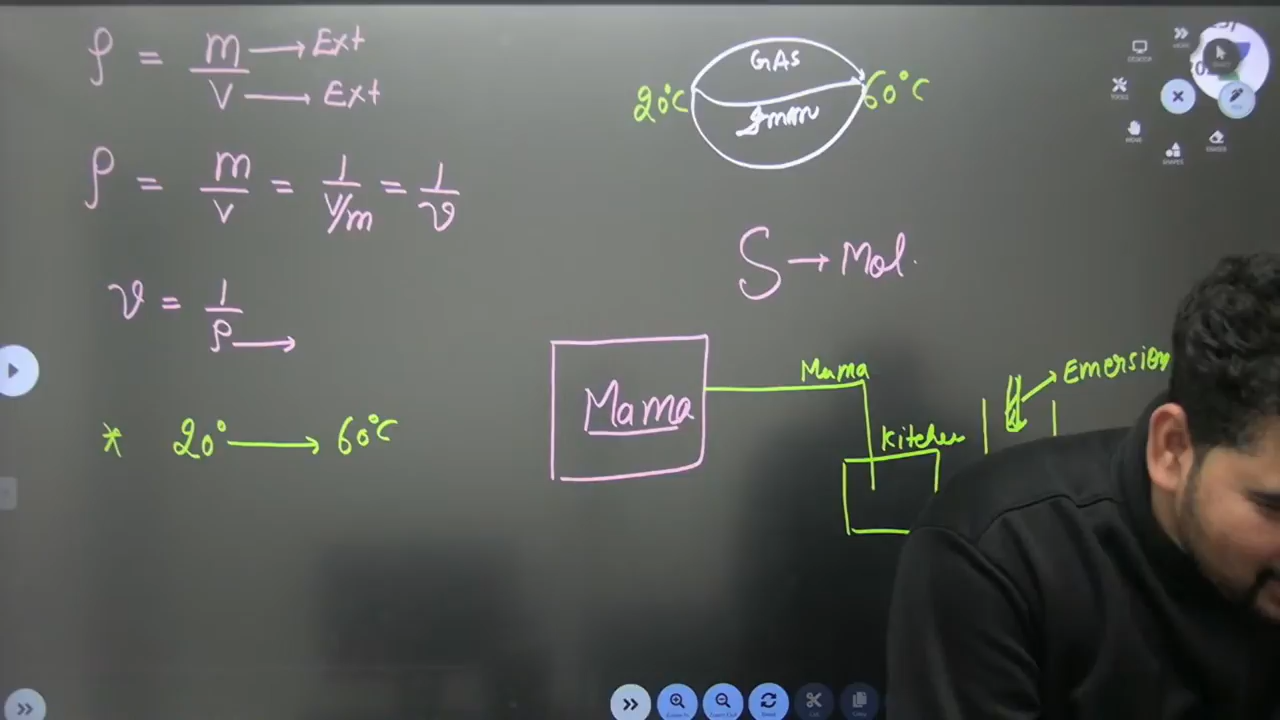 ρ = m/V → Ext
→ Ext
ρ = m/V = 1/(V/m) = 1/v
v = 1/ρ →
* 20° → 60°C
GAS
20°C 60°C
S → Mol.
Mama
Mama
Kitchen
Emersion